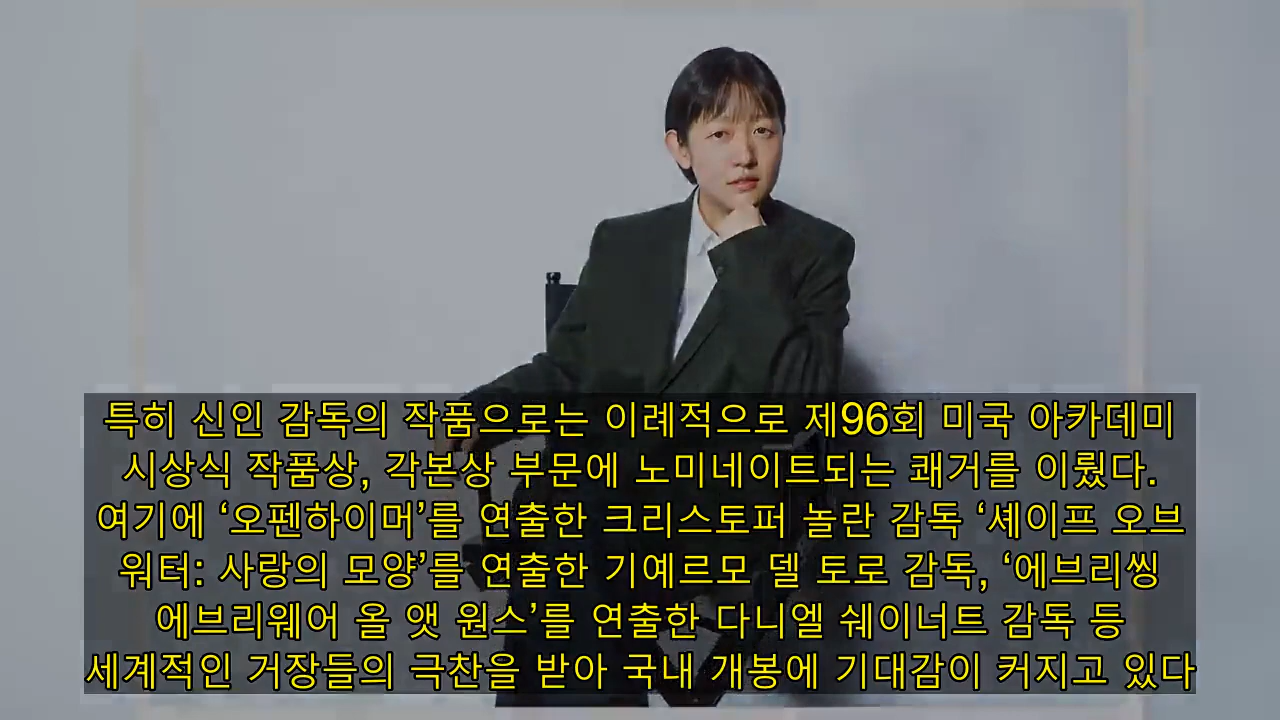 특히 신인 감독의 작품으로는 이례적으로 제96회 미국 아카데미
시상식 작품상, 각본상 부문에 노미네이트되는 쾌거를 이뤘다.
여기에 ‘오펜하이머’를 연출한 크리스토퍼 놀란 감독 ‘셰이프 오브
워터: 사랑의 모양’를 연출한 기예르모 델 토로 감독, ‘에브리씽
에브리웨어 올 앳 원스’를 연출한 다니엘 쉐이너트 감독 등
세계적인 거장들의 극찬을 받아 국내 개봉에 기대감이 커지고 있다